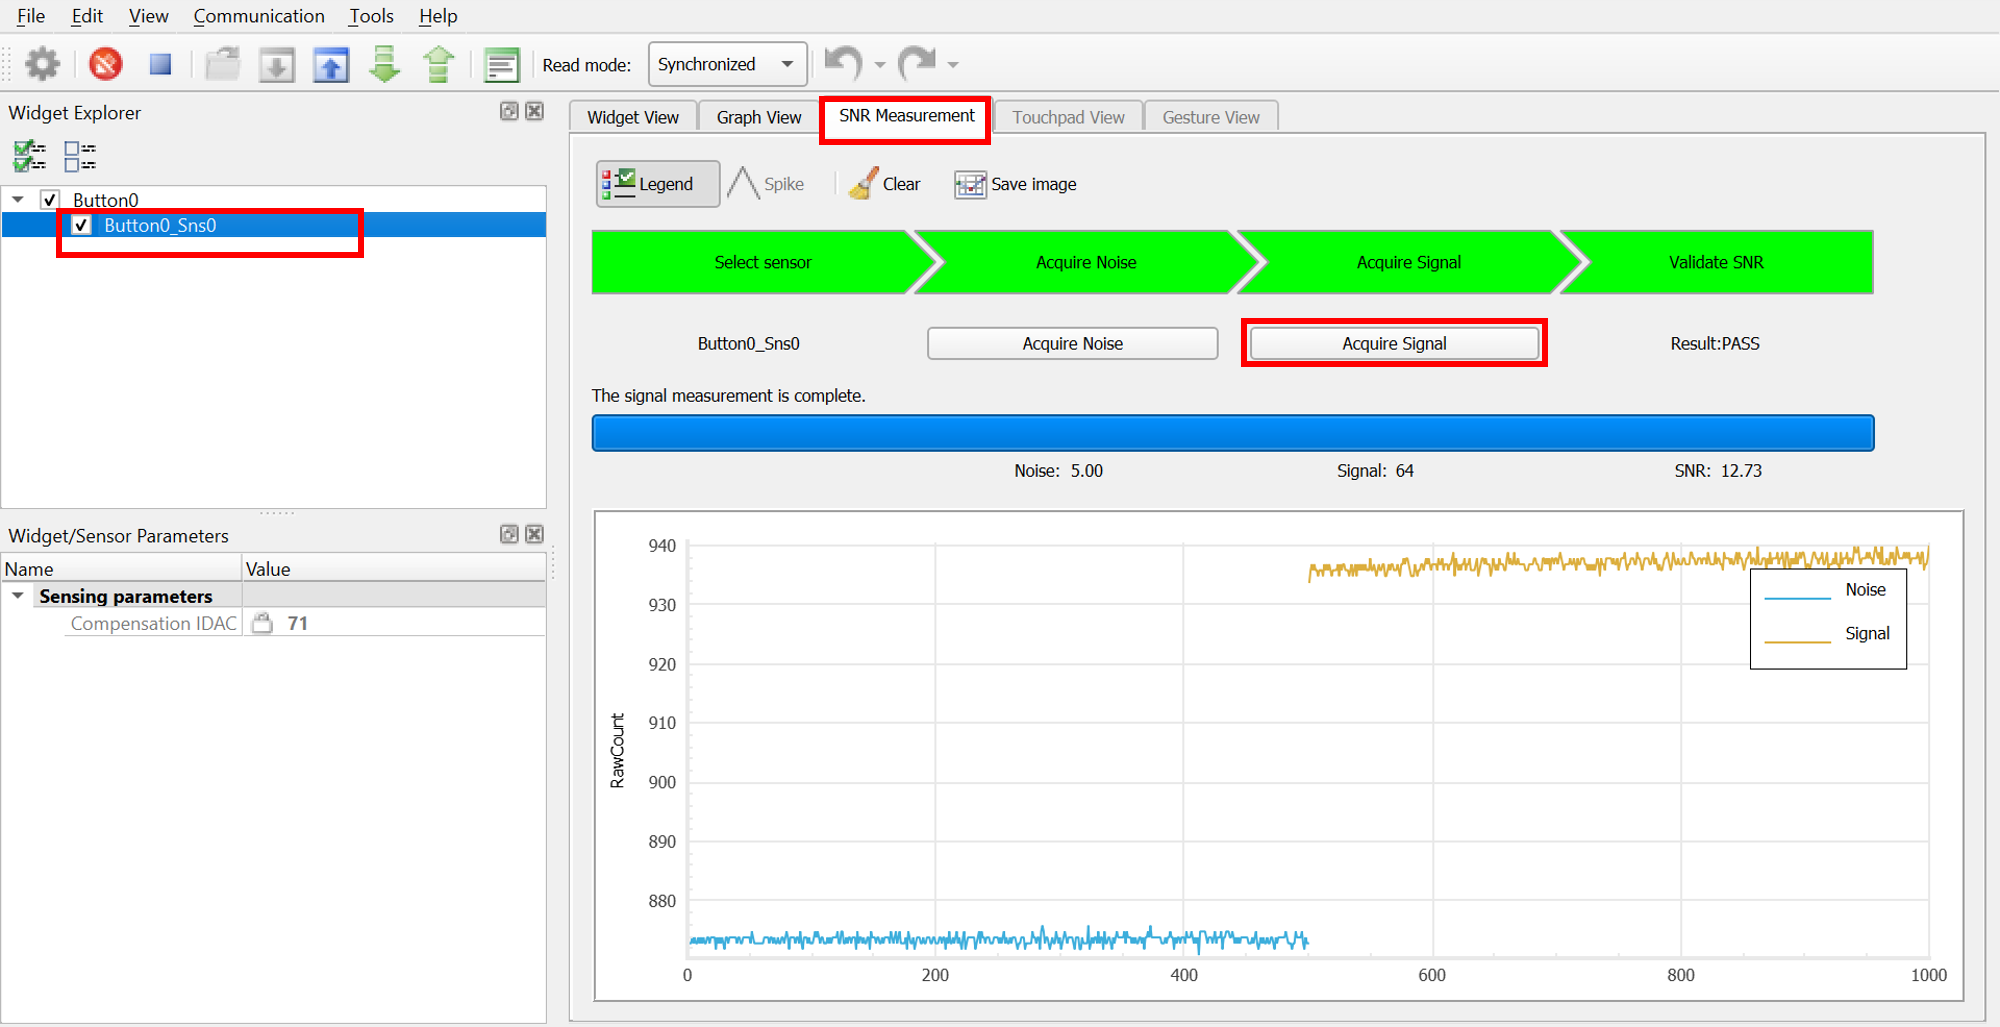 File Edit View Communication Tools Help
Read mode: Synchronized
Widget Explorer
Button0
Button0_Sns0
Widget/Sensor Parameters
Name Value
Sensing parameters
Compensation IDAC 71
Widget View Graph View SNR Measurement Touchpad View Gesture View
Legend Spike Clear Save image
Select sensor Acquire Noise Acquire Signal Validate SNR
Button0_Sns0 Acquire Noise Acquire Signal Result:PASS
The signal measurement is complete.
Noise: 5.00 Signal: 64 SNR: 12.73
940
930
920
910
900
890
880
RawCount
0 200 400 600 800 1000
Noise
Signal